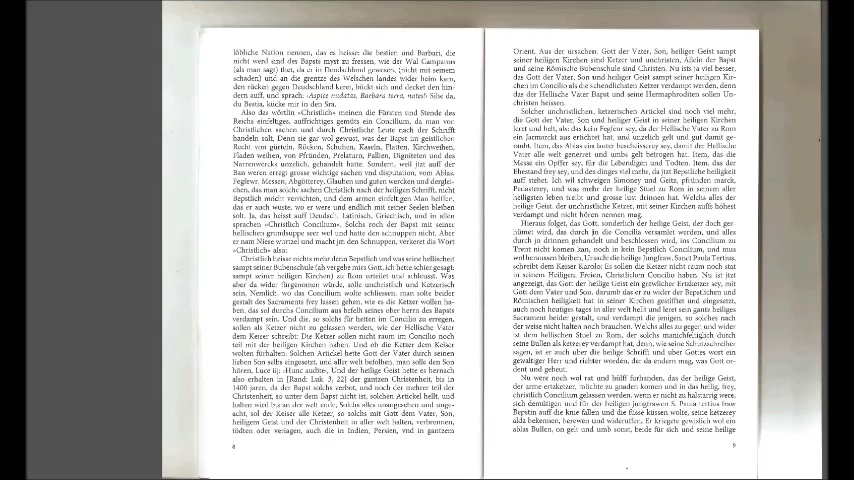 löbliche Nation nennen, das es heisse: die bestien und Barbari, die
nicht werd sind des Bapsts myst zu fressen, wie der Wal Campanus
(als man sagt) thet, da er in Deudschland gewesen, (nicht mit semem
schaden) und an die grentze des Welschen landes wider heim kam,
den rücken gegen Deudschland keret, bückt sich und decket den hin-
dern auff, und sprach: ›Aspice nudatas, Barbara terra, nates!‹ Sihe da,
du Bestia, kücke mir in den Sra.
Also das wörtlin »Christlich« meinen die Fürsten und Stende des
Reichs einfeltiges, auffrichtiges gemüts ein Concilium, da man von
Christlichen sachen und durch Christliche Leute nach der Schrifft
handeln solt. Denn sie gar wol gewust, was der Bapst im geistlichen
Recht von gürteln, Röcken, Schuhen, Kaseln, Platten, Kirchweihen,
Fladen weihen, von Pfründen, Prelaturn, Pallien, Digniteten und des
Narrenwercks unzelich, gehandelt hatte. Sondern, weil jtzt auff der
Ban weren erregt grosse wichtige sachen vnd disputation, vom Ablas,
Fegfewr, Messen, Abgötterey, Glauben und guten wercken und dergleı-
chen, das man solche sachen Christlich nach der heiligen Schrifft, nicht
Bepstlich möcht verrichten, und dem armen einfeltigen Man helffen,
das er auch wüste, wo er were und endlich mit seiner Seelen bleiben
solt. Ja, das heisst auff Deudsch, Latinisch, Griechisch, und in allen
sprachen »Christlich Concilium«. Solchs roch der Bapst mit seiner
hellischen grundsuppe seer wol und hatte den schnuppen nicht. Aber
er nam Niese wurtzel und macht jm den Schnuppen, verkeret dis Wort
»Christlich« also:
Christlich heisse nichts mehr denn Bepstlich und was seine hellischeit
sampt seiner Bubenschule (ah vergebe mirs Gott, ich hette schier gesagt
sampt seiner heiligen Kirchen) zu Rom urteilet und schleusst. Was
aber da wider fürgenomen würde, solle unchristlich und Ketzerisch
sein. Nemlich, wo das Concilium wolte schliessen, man solte beider
gestalt des Sacraments frey lassen gehen, wie es die Ketzer wollen ha-
ben, das sol durchs Concilium aus befelh seines ober herrn des Bapsts
verdampt sein. Und die, so solchs für hetten im Concilio zu erregen,
sollen als Ketzer nicht zu gelassen werden, wie der Hellische Vater
dem Keiser schreibt: Die Ketzer sollen nicht raum im Concilio noch
teil mit der heiligen Kirchen haben. Und ob die Ketzer dem Keiser
wolten fürhalten: Solchen Artickel hette Gott der Vater durch seinen
lieben Son selbs eingesetzt, und aller welt befolhen, man solle den Son
hören, Luce iij: ›Hunc audite‹, Und der heilige Geist hette es hernach
also erhalten in [Rand: Luk. 3, 22] der gantzen Christenheit, bis in
1400 jaren, da der Bapst solchs verbot, und noch der mehrer teil der
Christenheit, so unter dem Bapst nicht ist, solchen Artickel hellt, und
halten wird bis an der welt ende, Solchs alles unangesehen und unge-
acht, sol der Keiser alle Ketzer, so solchs mit Gott dem Vater, Son,
heiligem Geist und der Christenheit in aller welt halten, verbrennen,
tödten oder veriagen, auch die in Indien, Persien, vnd in gantzem
8
Orient. Aus der ursachen: Gott der Vater, Son, heiliger Geist sampt
seiner heiligen Kirchen sind Ketzer und unchristen. Allein der Bapst
und seine Römische Bubenschule sind Christen. Nu ists ja viel besser,
das Gott der Vater, Son und heiliger Geist sampt seiner heiligen Kir-
chen im Concilio als die schendlichsten Ketzer verdampt werden, denn
das der Hellische Vater Bapst und seine Hermaphroditen sollen Un-
christen heissen.
Solcher unchristlichen, ketzerischen Artickel sind noch viel mehr,
die Gott der Vater, Son und heiliger Geist in seiner heiligen Kirchen
leret und helt, als: das kein Fegfewr sey, da der Hellische Vater zu Rom
ein Jarmarckt aus ertichtet hat, und unzelich gelt und gut damit ge-
raubt. Item, das Ablas ein lauter bescheisserey sey, damit der Hellische
Vater alle welt generret und umbs gelt betrogen hat. Item, das die
Messe ein Opffer sey, für die Lebendigen und Todten. Item, das der
Ehestand frey sey, und des dinges viel mehr, da jtzt Bepstliche heiligkeit
auff stehet. Ich wil schweigen Simoney und Geitz, pfründen marck,
Pederasterey, und was mehr der heilige Stuel zu Rom in seinem aller
heiligsten leben treibt und grosse lust drinnen hat. Welchs alles der
heilige Geist, der unchristliche Ketzer, mit seiner Kirchen auffs höhest
verdampt und nicht hören nennen mag.
Hieraus folget, das Gott, sonderlich der heilige Geist, der doch ge-
rhümet wird, das durch jn die Concilia versamlet werden, und alles
durch jn drinnen gehandelt und beschlossen wird, ins Concilium zu
Trent nicht komen kan, noch in kein Bepstlich Concilium, und mus
wol heraussen bleiben, Ursach: die heilige Jungfraw, Sanct Paula Tertius,
schreibt dem Keiser Karolo: Es sollen die Ketzer nicht raum noch stat
in seinem Heiligen, Freien, Christlichen Concilio haben. Nu ist jtzt
angezeigt, das Gott der heilige Geist ein grewlicher Ertzketzer sey, mit
Gott dem Vater und Son, darumb das er zu wider der Bepstlichen und
Römischen heiligkeit hat in seiner Kirchen gestifftet und eingesetzt,
auch noch heutiges tages in aller welt hellt und leret sein gantz heiliges
Sacrament beider gestalt, und verdampt die jenigen, so solches nach
der weise nicht halten noch brauchen. Welchs alles zu gegen und wider
ist dem hellischen Stuel zu Rom, der solchs manichfeltiglich durch
seine Bullen als ketzerey verdampt hat, denn, wie seine Schutzschreiber
sagen, ist er auch uber die heilige Schrifft und uber Gottes wort ein
gewaltiger Herr und richter worden, der da endern mag, was Gott or-
dent und gebeut.
Nu were noch wol rat und hülff furhanden, das der heilige Geist,
der arme ertzketzer, möchte zu gnaden komen und in das heilig, frey,
christlich Concilium gelassen werden, wenn er nicht zu halstarrig were,
sich demütiget und für der heiligen jungfrawen S. Paula tertius fraw
Bepstin auff die knie fallen und die füsse küssen wolte, seine ketzerey
alda bekennen, berewen und wideruffen. Er kriegete gewislich wol ein
ablas Bullen, on gelt und umb sonst, beide für sich und seine heilige
9